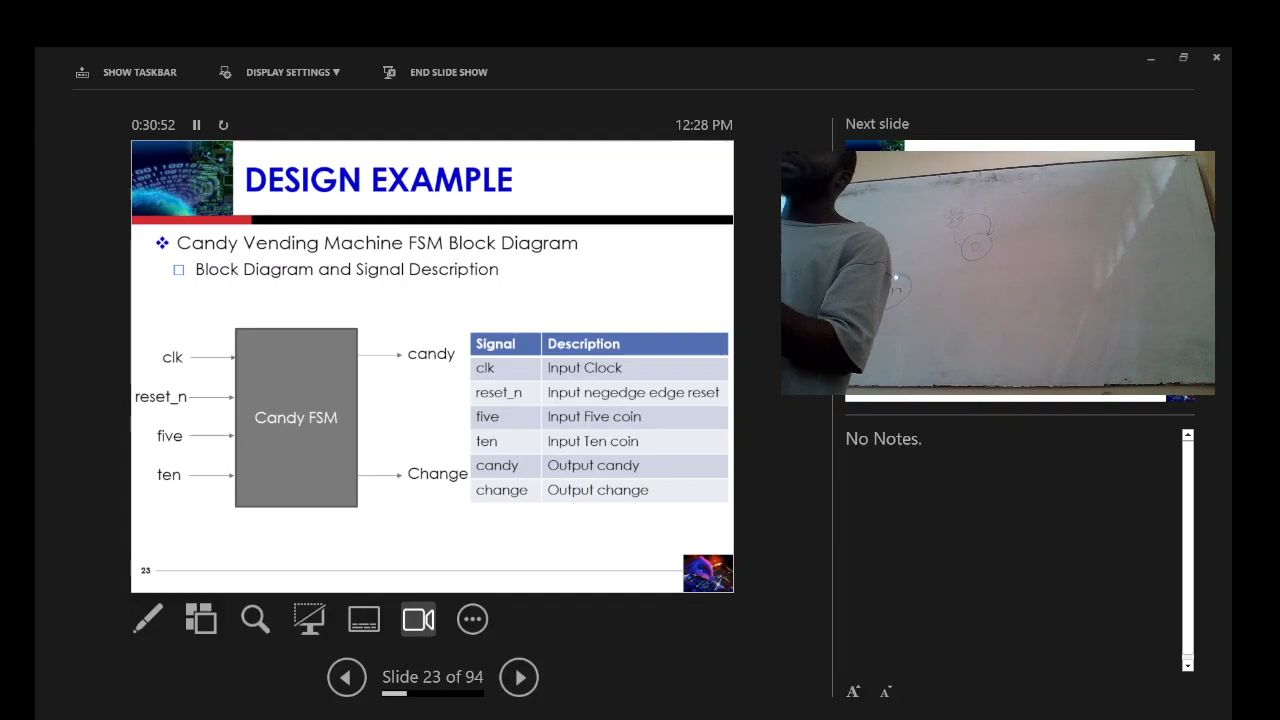 SHOW TASKBAR
DISPLAY SETTINGS ▼
END SLIDE SHOW
0:30:52
12:28 PM
Next slide
DESIGN EXAMPLE
Candy Vending Machine FSM Block Diagram
Block Diagram and Signal Description
clk
reset_n
five
ten
Candy FSM
candy
Change
Signal Description
clk Input Clock
reset_n Input negedge edge reset
five Input Five coin
ten Input Ten coin
candy Output candy
change Output change
23
No Notes.
Slide 23 of 94
A A